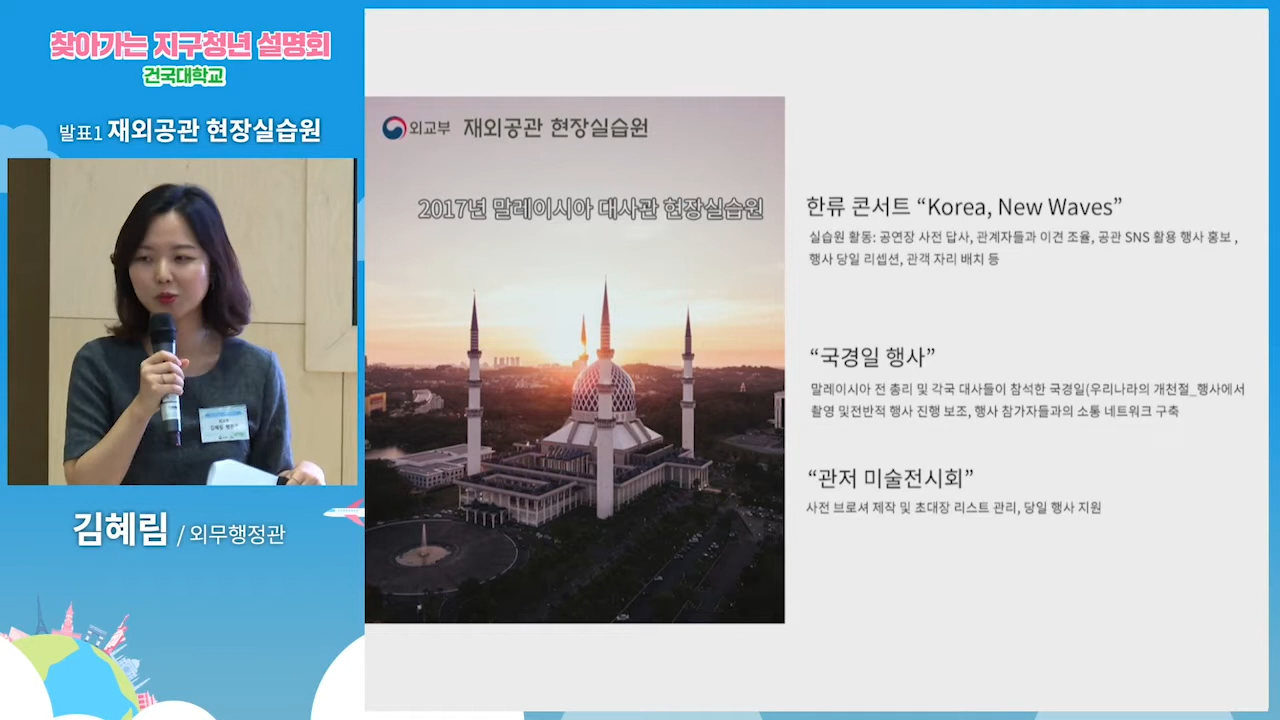 찾아가는 지구청년 설명회
건국대학교
발표1 재외공관 현장실습원
김혜림 / 외무행정관
외교부 재외공관 현장실습원
2017년 말레이시아 대사관 현장실습원
한류 콘서트 “Korea, New Waves”
실습원 활동: 공연장 사전 답사, 관계자들과 이견 조율, 공관 SNS 활용 행사 홍보 ,
행사 당일 리셉션, 관객 자리 배치 등
“국경일 행사”
말레이시아 전 총리 및 각국 대사들이 참석한 국경일(우리나라의 개천절_행사에서
촬영 및전반적 행사 진행 보조, 행사 참가자들과의 소통 네트워크 구축
“관저 미술전시회”
사전 브로셔 제작 및 초대장 리스트 관리, 당일 행사 지원